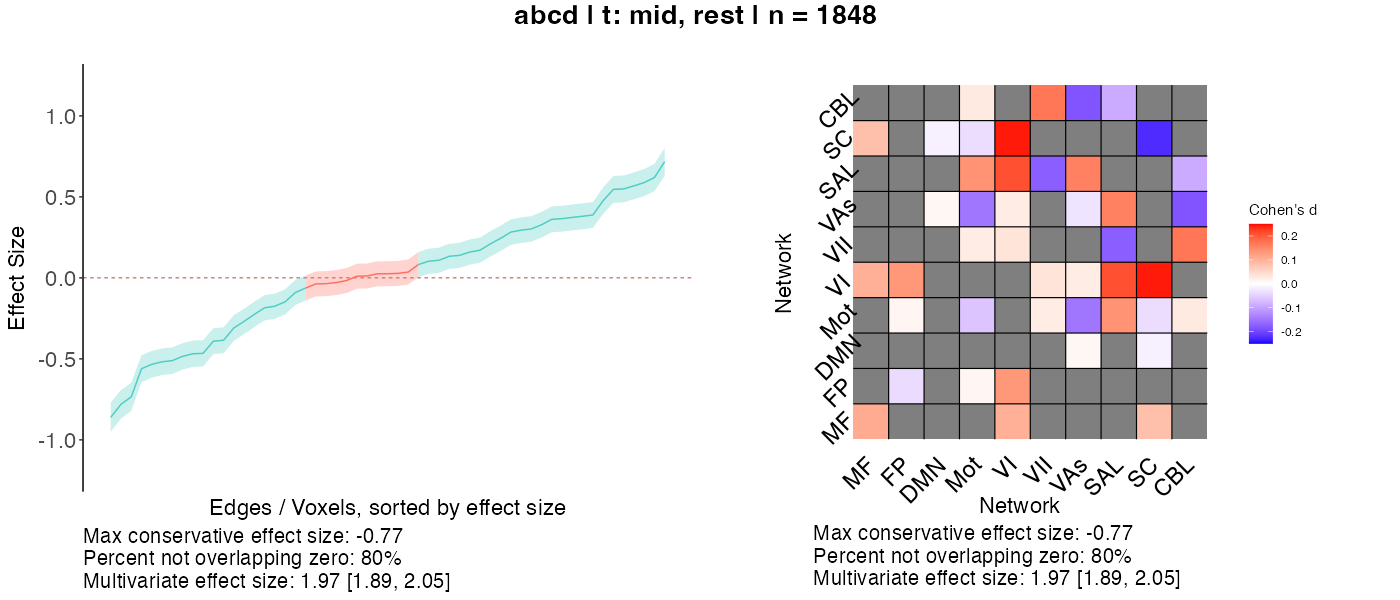 abcd | t: mid, rest | n = 1848
Effect Size
1.0
0.5
0.0
-0.5
-1.0
Edges / Voxels, sorted by effect size
Max conservative effect size: -0.77
Percent not overlapping zero: 80%
Multivariate effect size: 1.97 [1.89, 2.05]
Network
CBL
SC
SAL
VAs
VII
VI
Mot
DMN
FP
MF
MF FP DMN Mot VI VII VAs SAL SC CBL
Network
Max conservative effect size: -0.77
Percent not overlapping zero: 80%
Multivariate effect size: 1.97 [1.89, 2.05]
Cohen's d
0.2
0.1
0.0
-0.1
-0.2